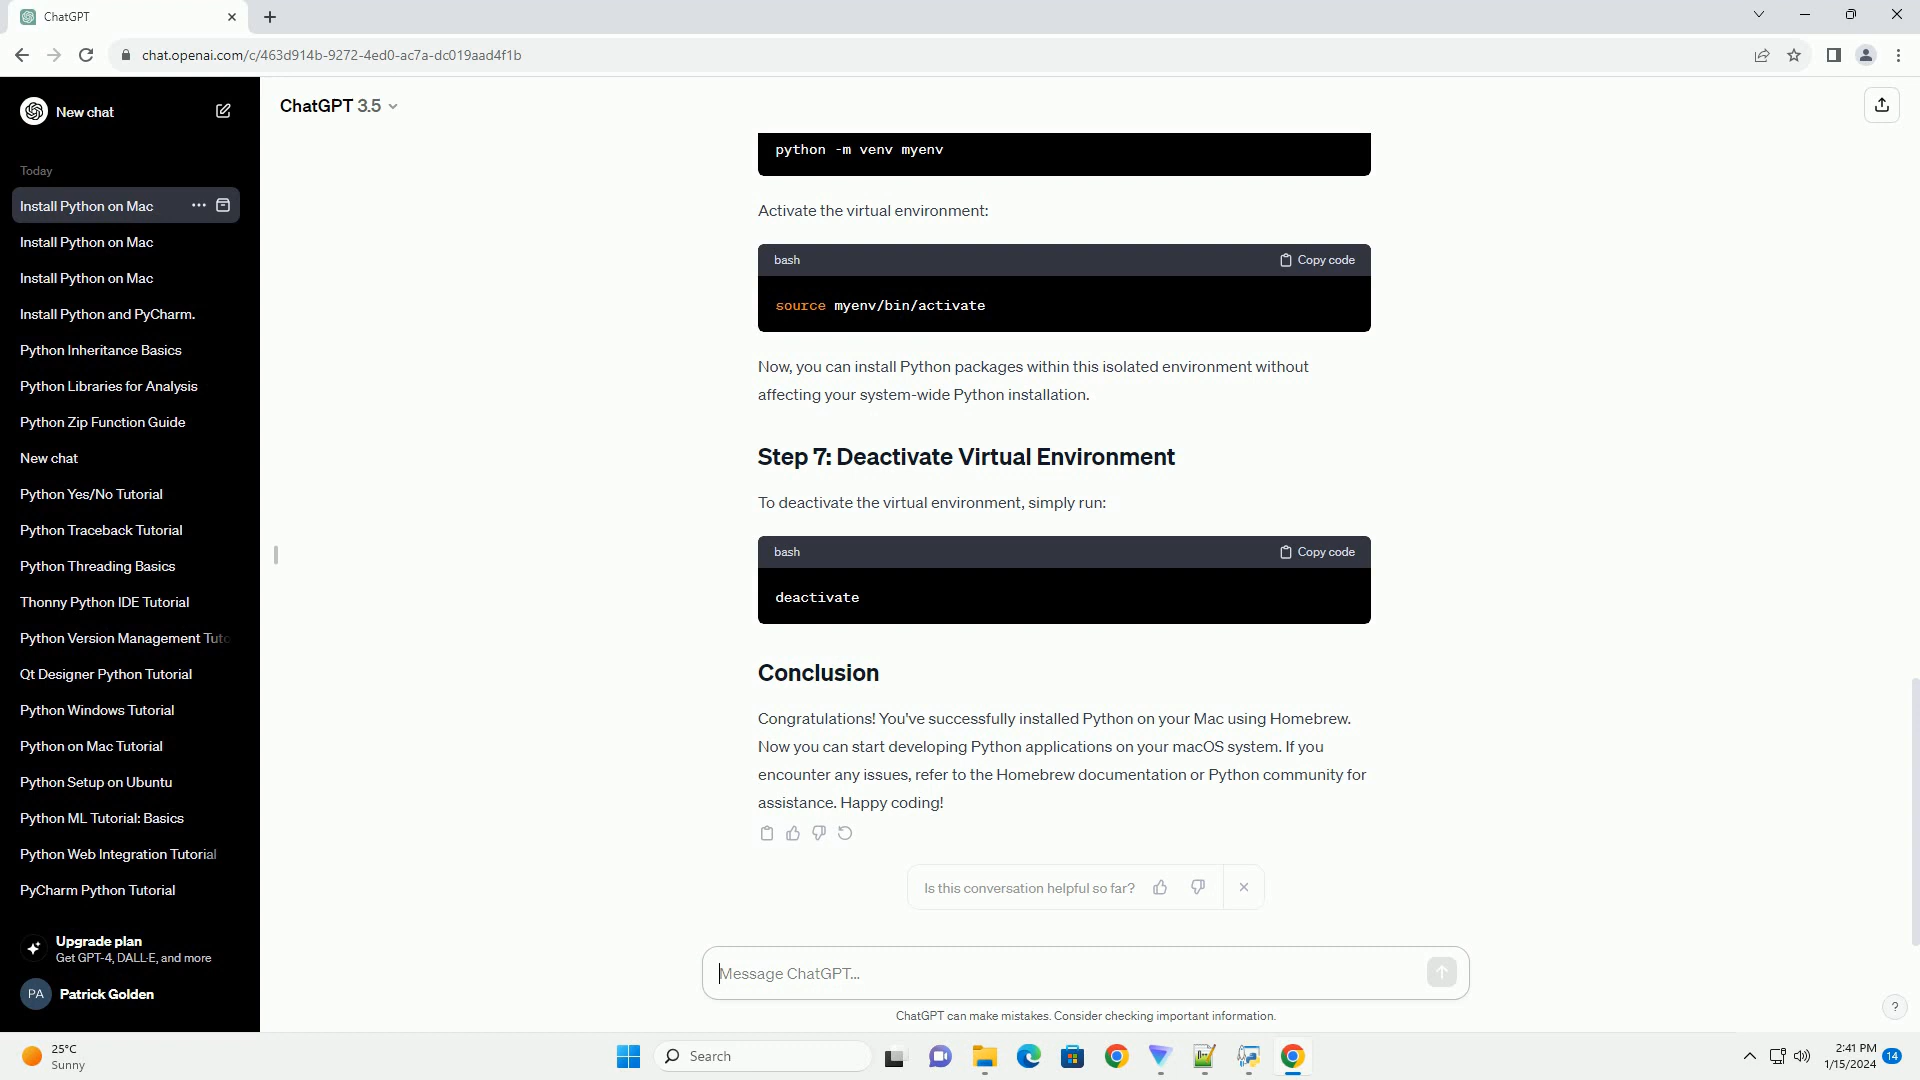 ChatGPT
chat.openai.com/c/463d914b-9272-4ed0-ac7a-dc019aad4f1b
New chat
Today
Install Python on Mac
Install Python on Mac
Install Python on Mac
Install Python and PyCharm.
Python Inheritance Basics
Python Libraries for Analysis
Python Zip Function Guide
New chat
Python Yes/No Tutorial
Python Traceback Tutorial
Python Threading Basics
Thonny Python IDE Tutorial
Python Version Management Tuto
Qt Designer Python Tutorial
Python Windows Tutorial
Python on Mac Tutorial
Python Setup on Ubuntu
Python ML Tutorial: Basics
Python Web Integration Tutorial
PyCharm Python Tutorial
Upgrade plan
Get GPT-4, DALL·E, and more
PA Patrick Golden
ChatGPT 3.5
python -m venv myenv
Activate the virtual environment:
bash Copy code
source myenv/bin/activate
Now, you can install Python packages within this isolated environment without
affecting your system-wide Python installation.
Step 7: Deactivate Virtual Environment
To deactivate the virtual environment, simply run:
bash Copy code
deactivate
Conclusion
Congratulations! You've successfully installed Python on your Mac using Homebrew.
Now you can start developing Python applications on your macOS system. If you
encounter any issues, refer to the Homebrew documentation or Python community for
assistance. Happy coding!
Is this conversation helpful so far?
Message ChatGPT...
ChatGPT can make mistakes. Consider checking important information.
?
25°C
Sunny
Search
2:41 PM
1/15/2024
14